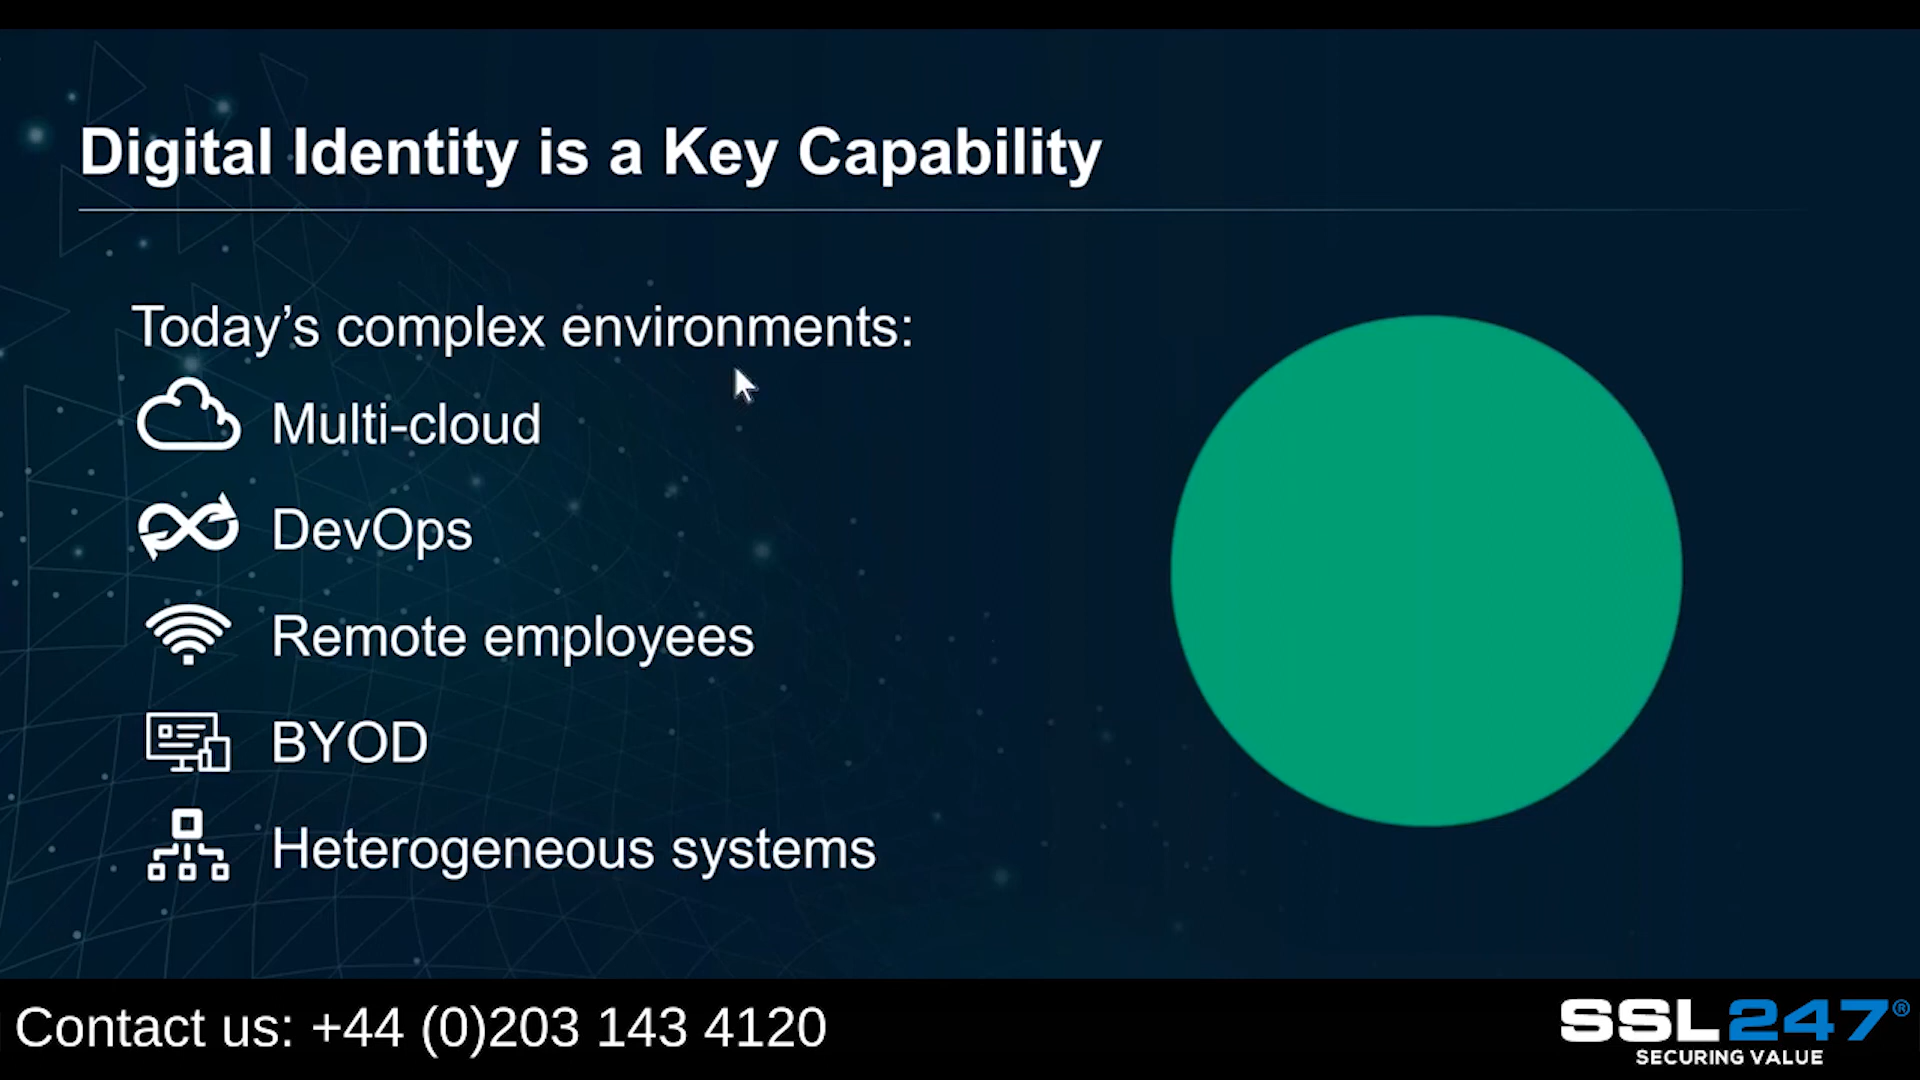 Digital Identity is a Key Capability
Today’s complex environments:
Multi-cloud
DevOps
Remote employees
BYOD
Heterogeneous systems
Contact us: +44 (0)203 143 4120
SSL247®
SECURING VALUE